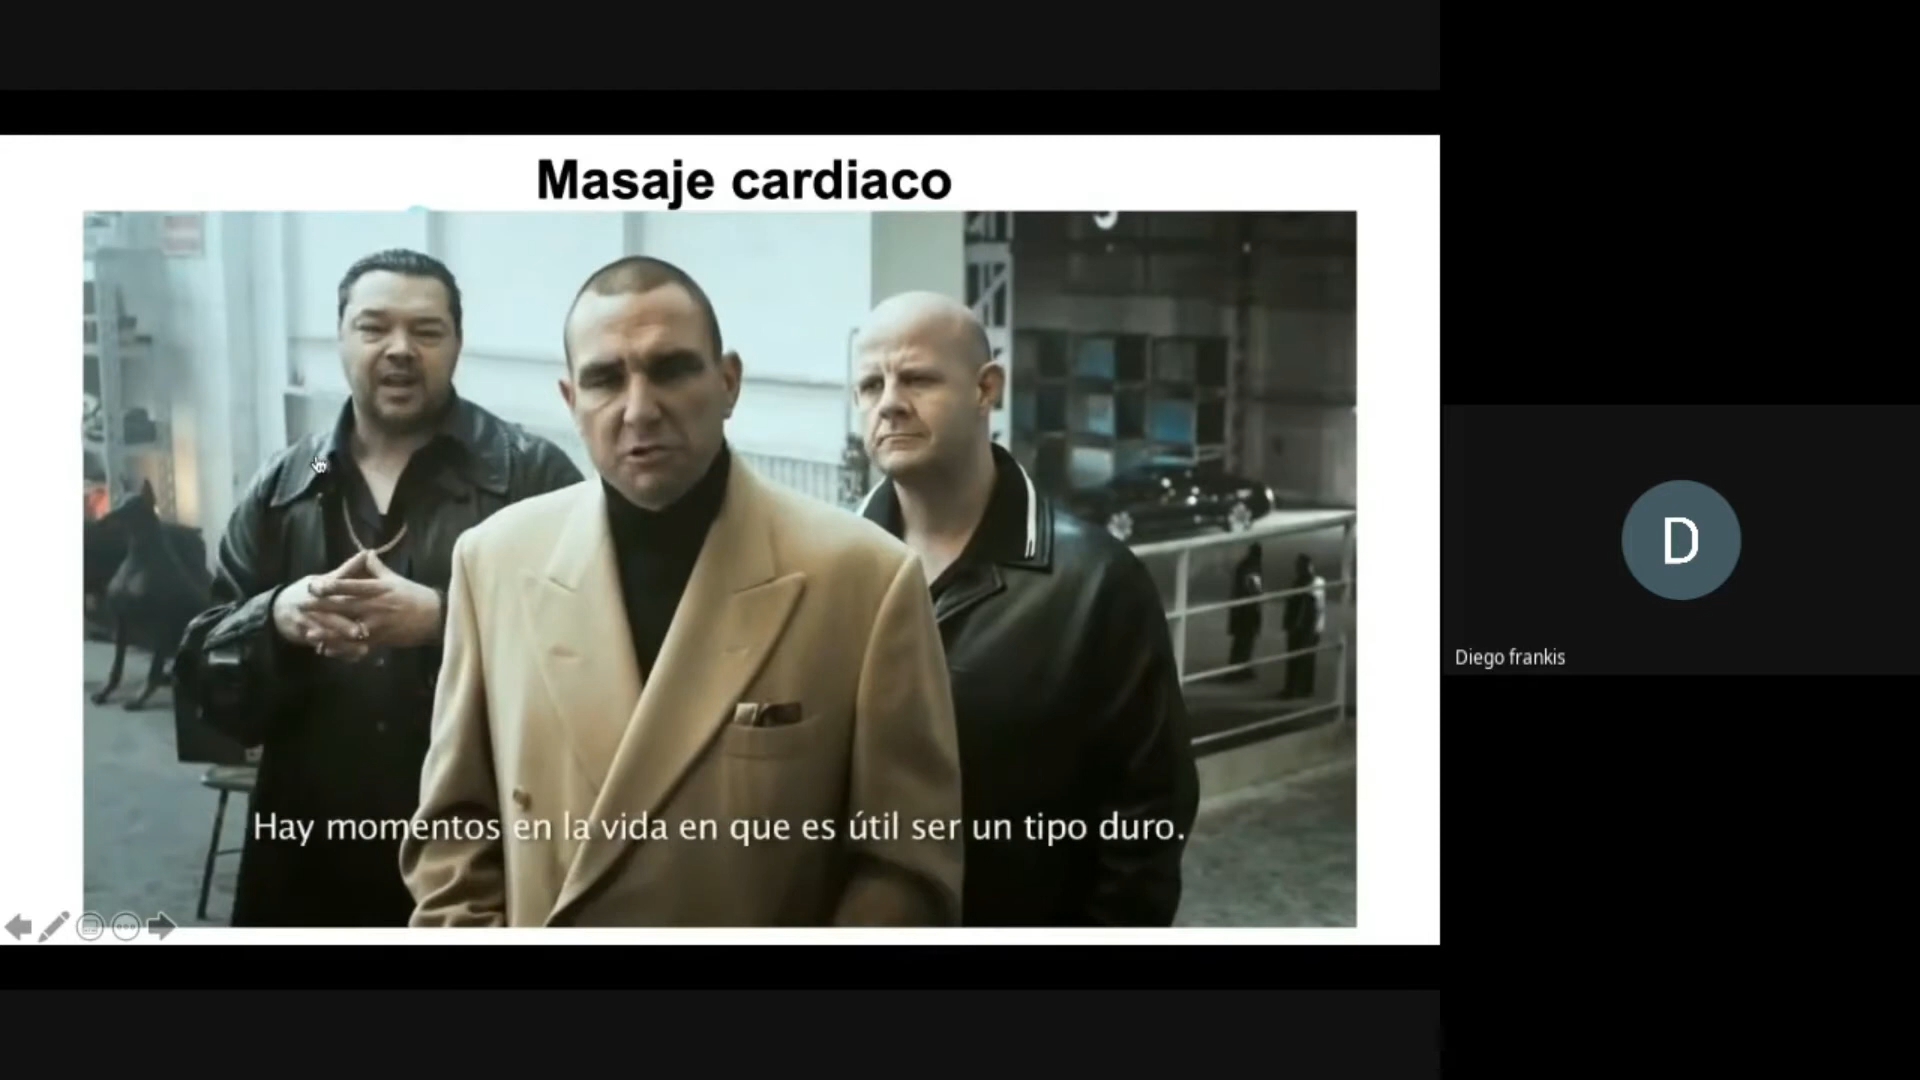 Masaje cardiaco
Hay momentos en la vida en que es útil ser un tipo duro.
D
Diego frankis